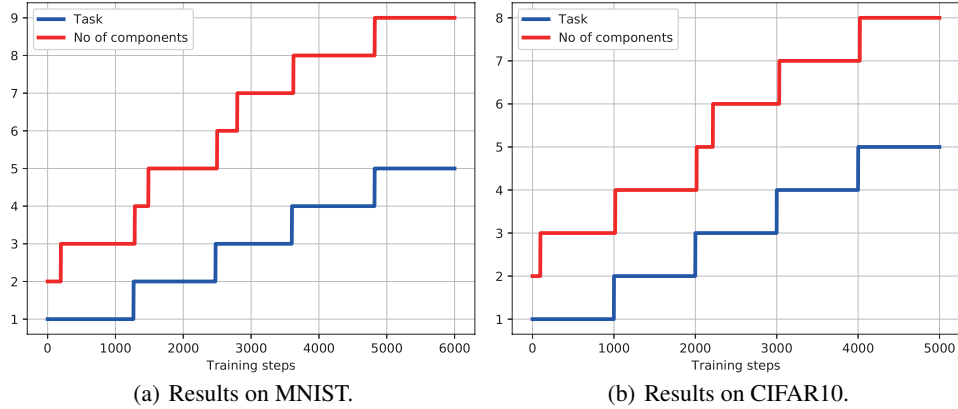 Task
No of components
9
8
7
6
5
4
3
2
1
0 1000 2000 3000 4000 5000 6000
Training steps
(a) Results on MNIST.
Task
No of components
8
7
6
5
4
3
2
1
0 1000 2000 3000 4000 5000
Training steps
(b) Results on CIFAR10.